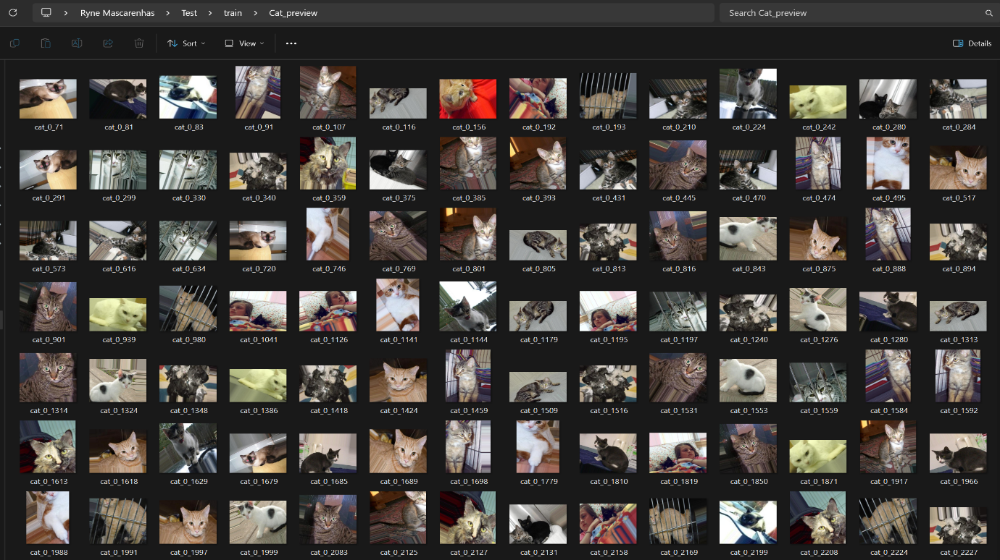 Ryne Mascarenhas > Test > train > Cat_preview
Search Cat_preview
Sort
View
Details
cat_0_71 cat_0_81 cat_0_83 cat_0_91 cat_0_107 cat_0_116 cat_0_156 cat_0_192 cat_0_193 cat_0_210 cat_0_224 cat_0_242 cat_0_280 cat_0_284
cat_0_291 cat_0_299 cat_0_330 cat_0_340 cat_0_359 cat_0_375 cat_0_385 cat_0_393 cat_0_431 cat_0_445 cat_0_470 cat_0_474 cat_0_495 cat_0_517
cat_0_573 cat_0_616 cat_0_634 cat_0_720 cat_0_746 cat_0_769 cat_0_801 cat_0_805 cat_0_813 cat_0_816 cat_0_843 cat_0_875 cat_0_888 cat_0_894
cat_0_901 cat_0_939 cat_0_980 cat_0_1041 cat_0_1126 cat_0_1141 cat_0_1144 cat_0_1179 cat_0_1195 cat_0_1197 cat_0_1240 cat_0_1276 cat_0_1280 cat_0_1313
cat_0_1314 cat_0_1324 cat_0_1348 cat_0_1386 cat_0_1418 cat_0_1424 cat_0_1459 cat_0_1509 cat_0_1516 cat_0_1531 cat_0_1553 cat_0_1559 cat_0_1584 cat_0_1592
cat_0_1613 cat_0_1618 cat_0_1629 cat_0_1679 cat_0_1685 cat_0_1689 cat_0_1698 cat_0_1779 cat_0_1810 cat_0_1819 cat_0_1850 cat_0_1871 cat_0_1917 cat_0_1966
cat_0_1988 cat_0_1991 cat_0_1997 cat_0_1999 cat_0_2083 cat_0_2125 cat_0_2127 cat_0_2131 cat_0_2158 cat_0_2169 cat_0_2199 cat_0_2208 cat_0_2224 cat_0_2227